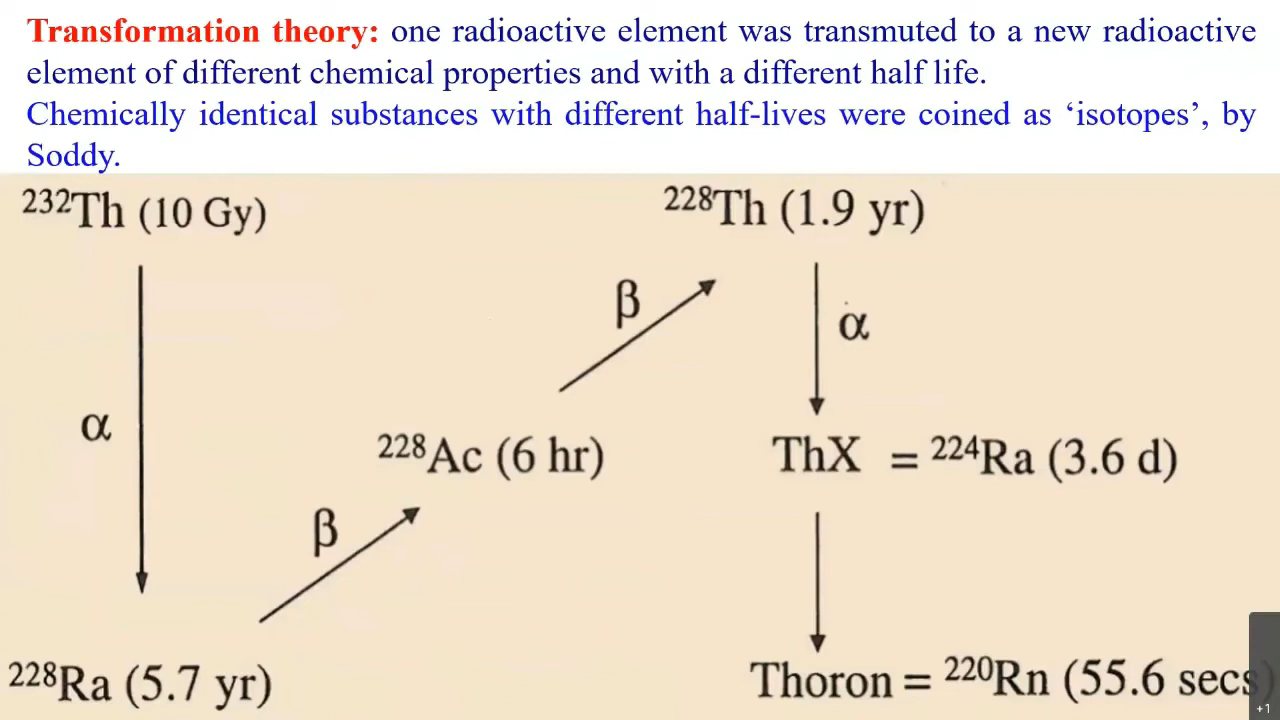 Transformation theory: one radioactive element was transmuted to a new radioactive
element of different chemical properties and with a different half life.
Chemically identical substances with different half-lives were coined as ‘isotopes’, by
Soddy.
²³²Th (10 Gy)
²²⁸Th (1.9 yr)
β
α
α
²²⁸Ac (6 hr)
ThX = ²²⁴Ra (3.6 d)
β
²²⁸Ra (5.7 yr)
Thoron = ²²⁰Rn (55.6 secs)
+1